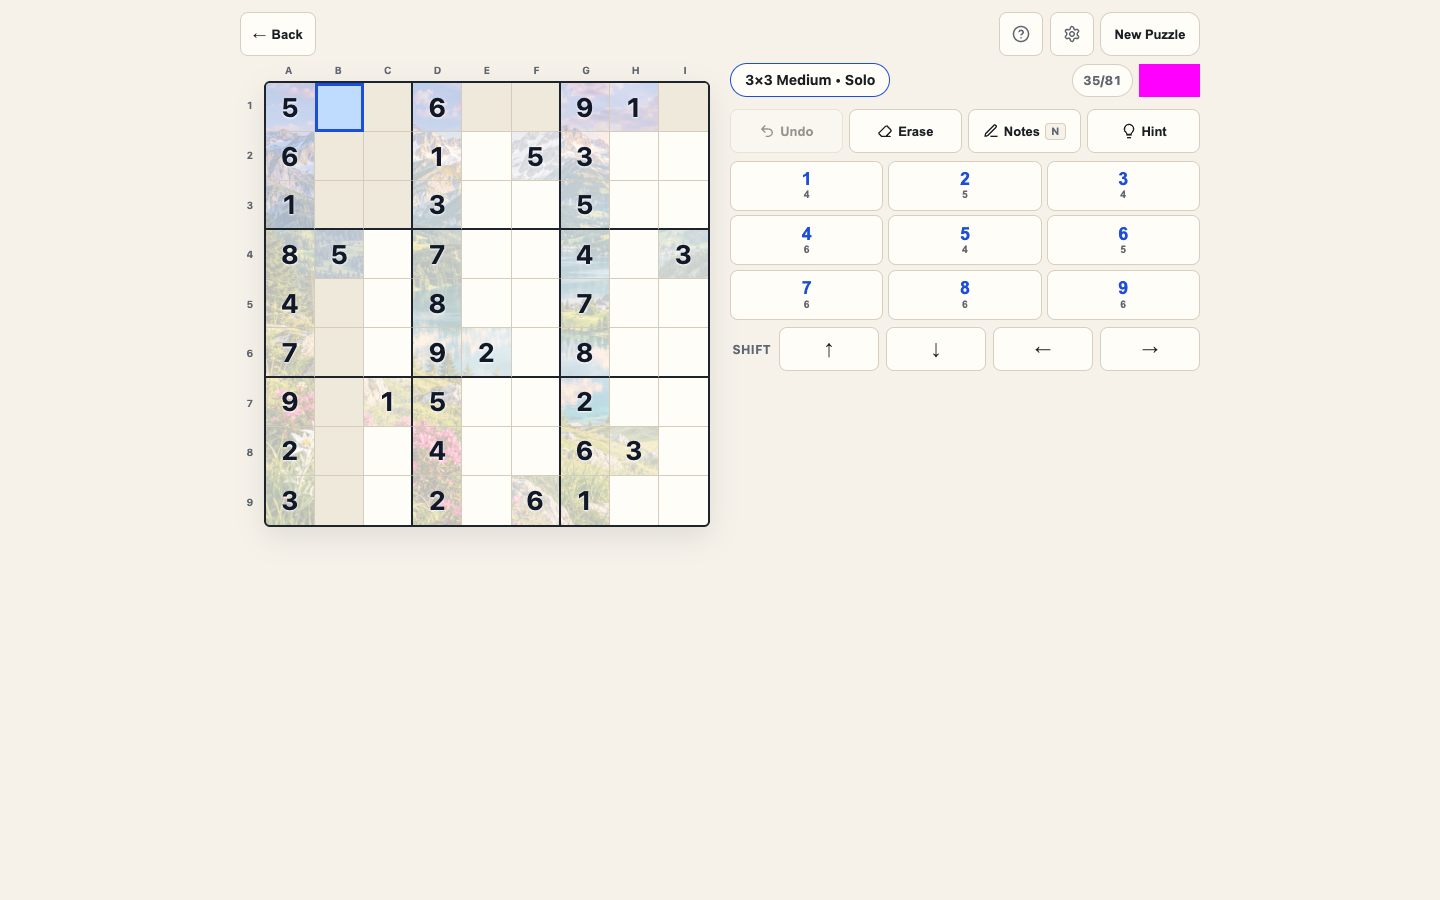 ← Back
New Puzzle
A B C D E F G H I
1 5 6 9 1
2 6 1 5 3
3 1 3 5
4 8 5 7 4 3
5 4 8 7
6 7 9 2 8
7 9 1 5 2
8 2 4 6 3
9 3 2 6 1
3×3 Medium • Solo
35/81
Undo Erase Notes N Hint
1 2 3
4 5 4
4 5 6
6 4 5
7 8 9
6 6 6
SHIFT ↑ ↓ ← →